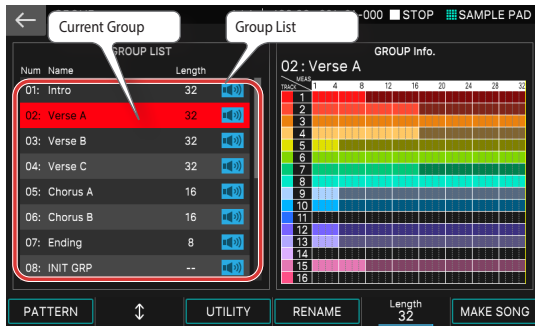 Current Group
Group List
-000 STOP SAMPLE PAD
GROUP LIST
Num Name Length
01: Intro 32
02: Verse A 32
03: Verse B 32
04: Verse C 32
05: Chorus A 16
06: Chorus B 16
07: Ending 8
08: INIT GRP --
GROUP Info.
02: Verse A
MEAS
TRACK
1 4 8 12 16 20 24 28 32
1
2
3
4
5
6
7
8
9
10
11
12
13
14
15
16
PATTERN
UTILITY
RENAME
Length
32
MAKE SONG